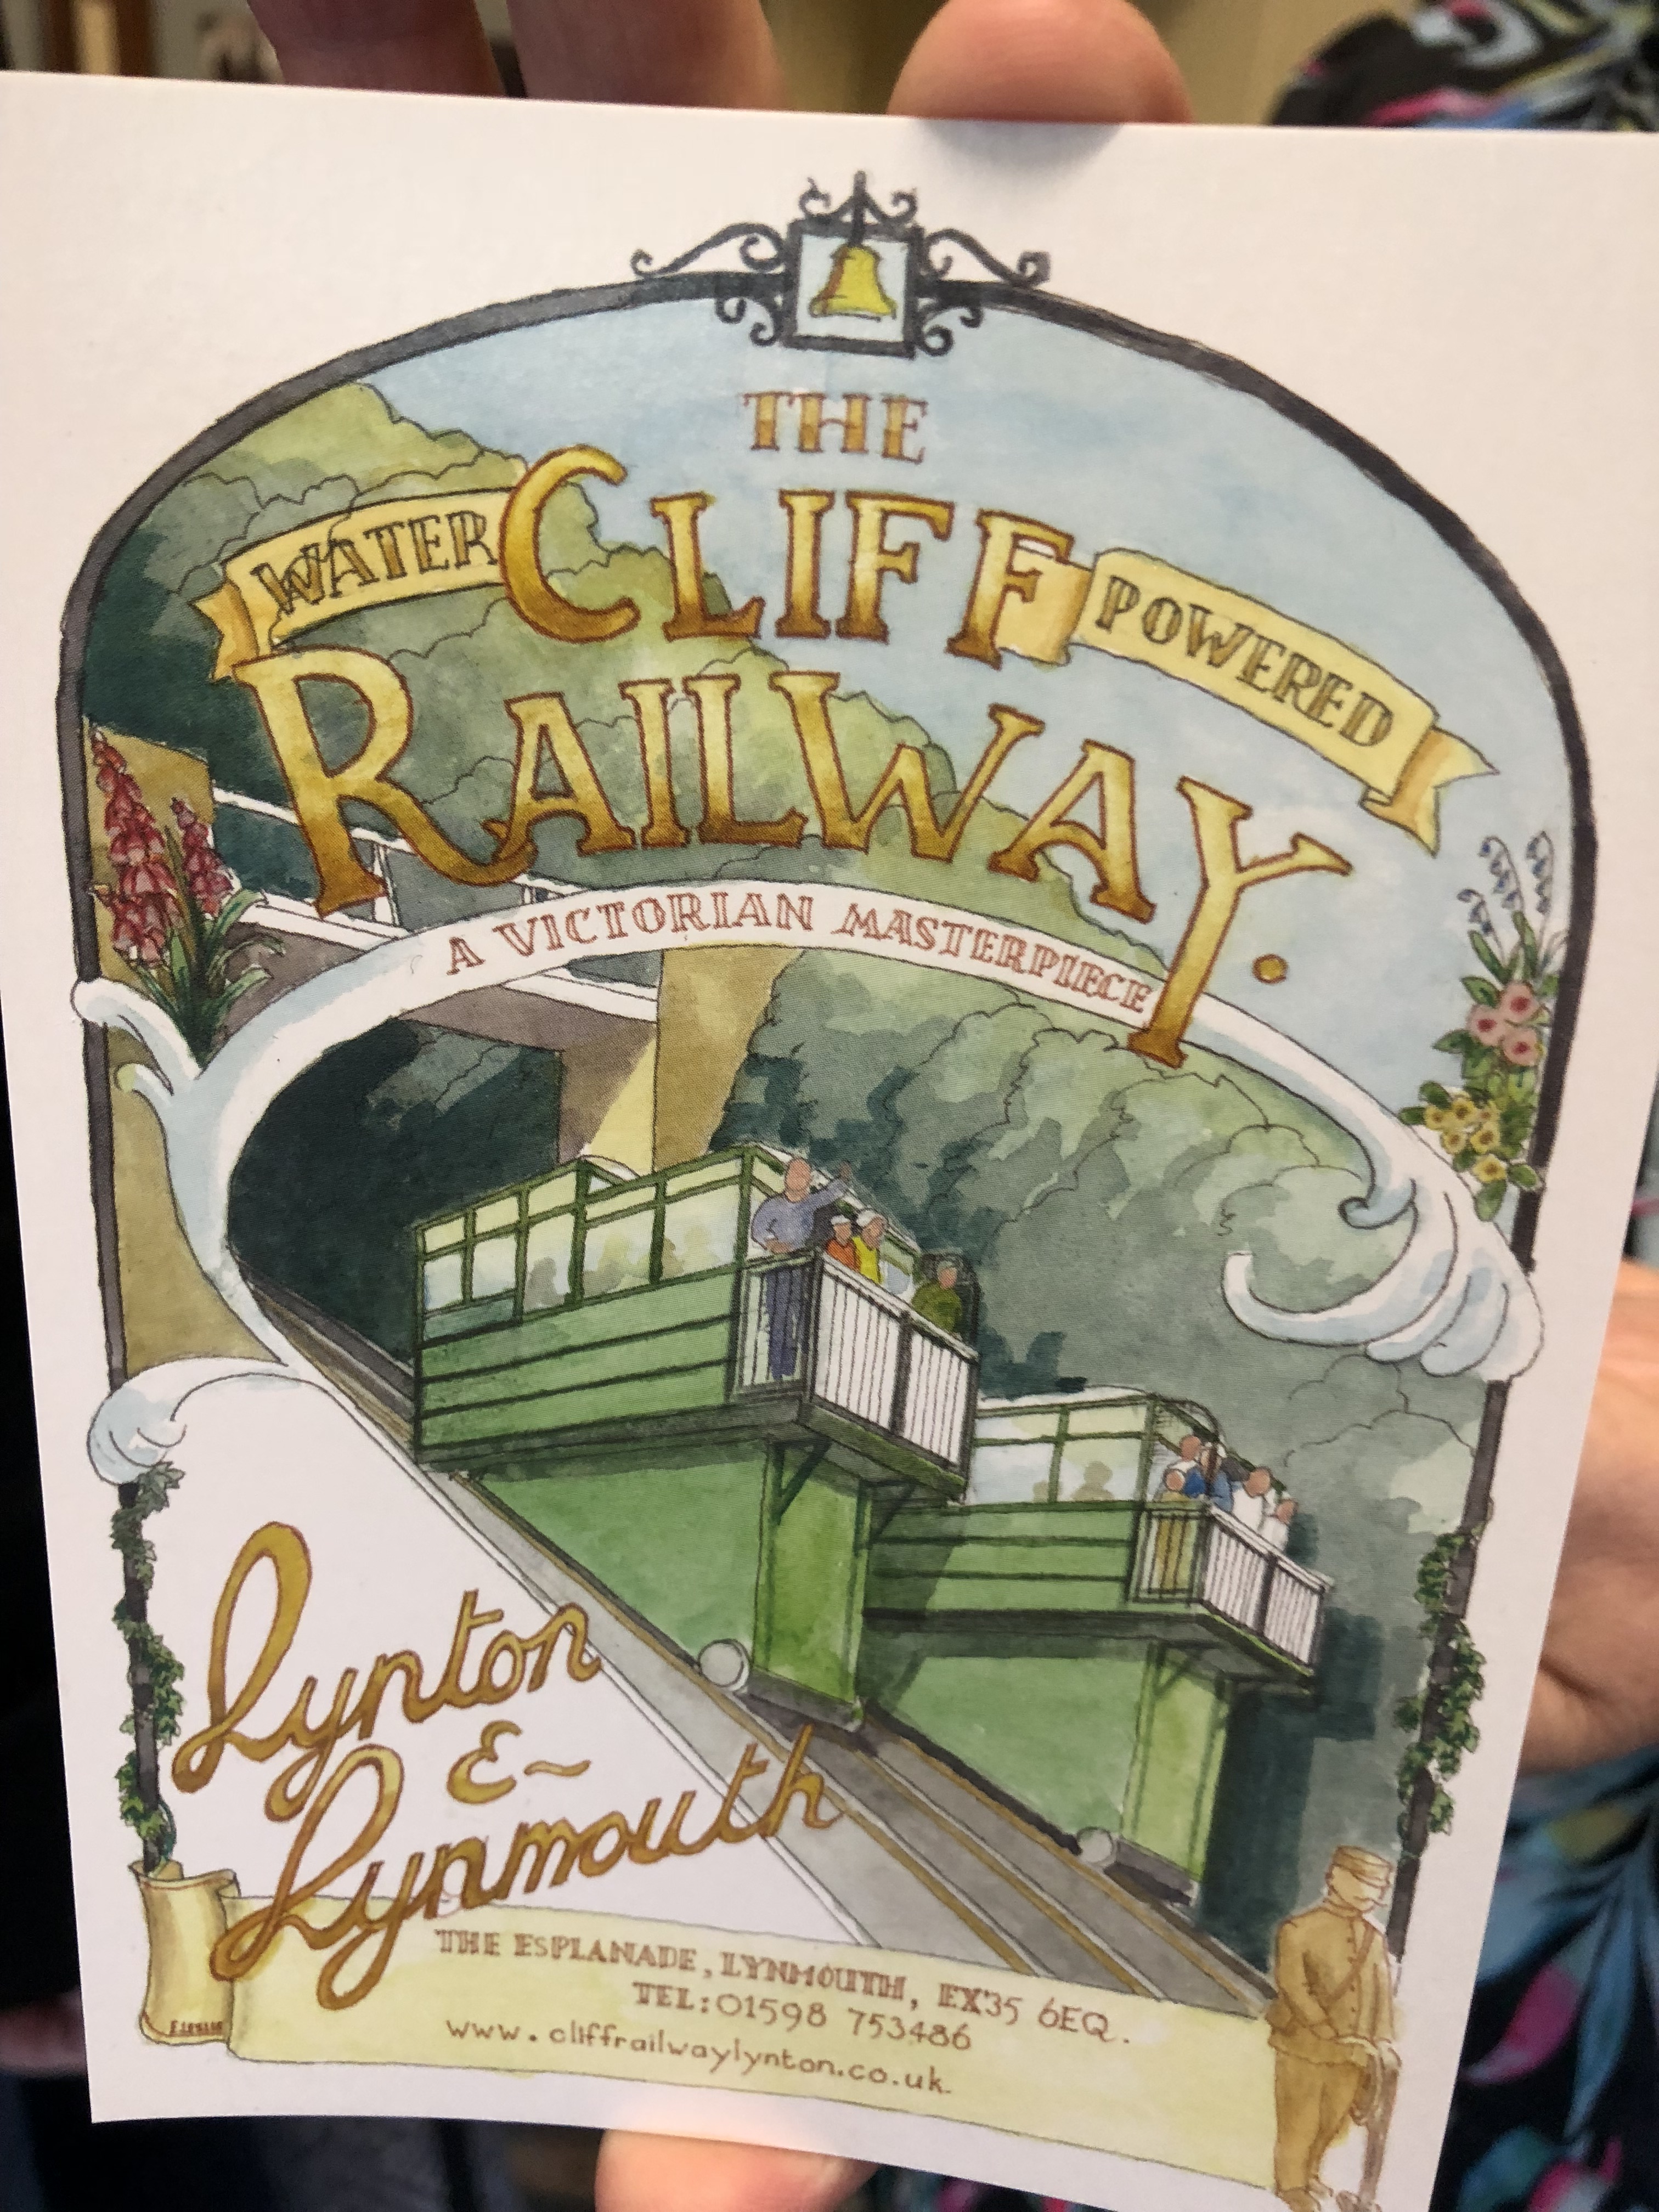 THE
WATER CLIFF POWERED
RAILWAY.
A VICTORIAN MASTERPIECE
Lynton
&
Lynmouth
THE ESPLANADE, LYNMOUTH, EX35 6EQ.
TEL: 01598 753486
www.cliffrailwaylynton.co.uk.